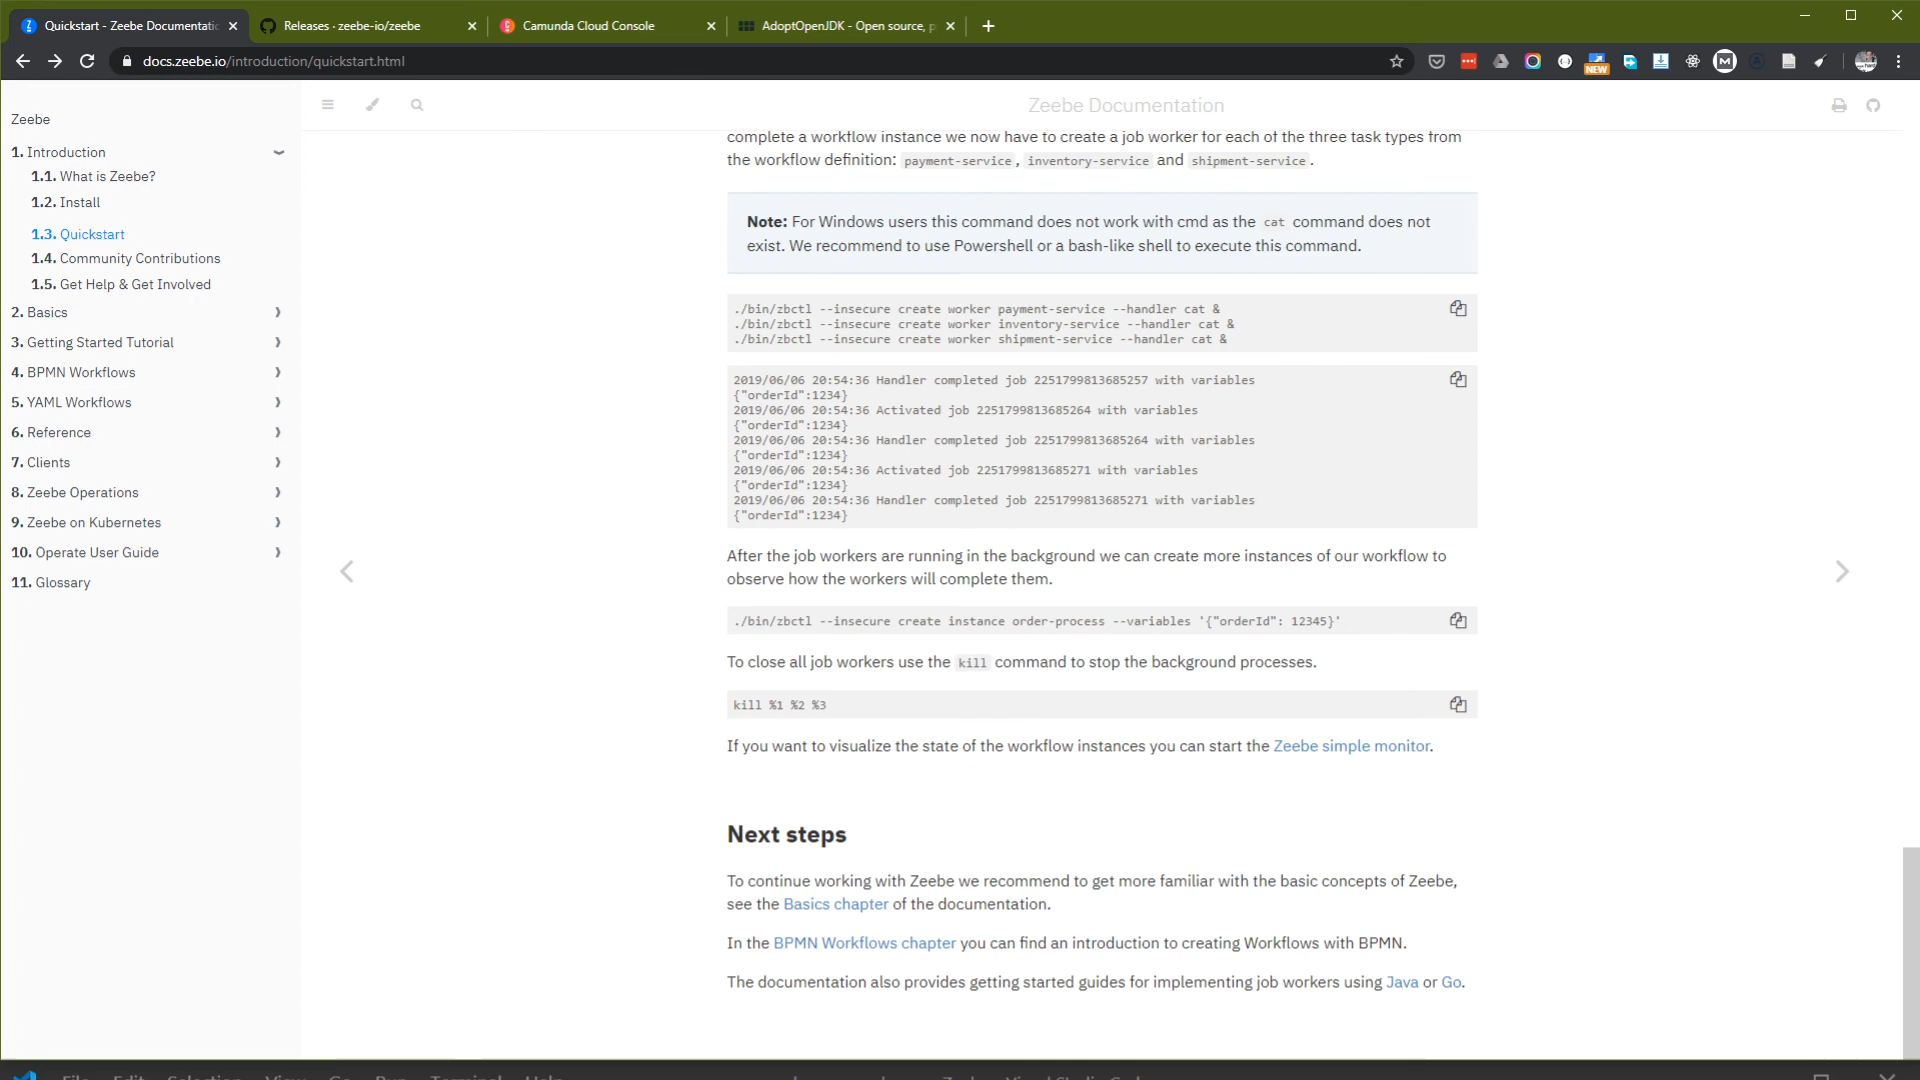 Quickstart - Zeebe Documentatic
Releases · zeebe-io/zeebe
Camunda Cloud Console
AdoptOpenJDK - Open source, p
docs.zeebe.io/introduction/quickstart.html
NEW
Zeebe Documentation
Zeebe
1. Introduction
1.1. What is Zeebe?
1.2. Install
1.3. Quickstart
1.4. Community Contributions
1.5. Get Help & Get Involved
2. Basics
3. Getting Started Tutorial
4. BPMN Workflows
5. YAML Workflows
6. Reference
7. Clients
8. Zeebe Operations
9. Zeebe on Kubernetes
10. Operate User Guide
11. Glossary
complete a workflow instance we now have to create a job worker for each of the three task types from
the workflow definition: payment-service, inventory-service and shipment-service.
Note: For Windows users this command does not work with cmd as the cat command does not
exist. We recommend to use Powershell or a bash-like shell to execute this command.
./bin/zbctl --insecure create worker payment-service --handler cat &
./bin/zbctl --insecure create worker inventory-service --handler cat &
./bin/zbctl --insecure create worker shipment-service --handler cat &
2019/06/06 20:54:36 Handler completed job 2251799813685257 with variables
{"orderId":1234}
2019/06/06 20:54:36 Activated job 2251799813685264 with variables
{"orderId":1234}
2019/06/06 20:54:36 Handler completed job 2251799813685264 with variables
{"orderId":1234}
2019/06/06 20:54:36 Activated job 2251799813685271 with variables
{"orderId":1234}
2019/06/06 20:54:36 Handler completed job 2251799813685271 with variables
{"orderId":1234}
After the job workers are running in the background we can create more instances of our workflow to
observe how the workers will complete them.
./bin/zbctl --insecure create instance order-process --variables '{"orderId": 12345}'
To close all job workers use the kill command to stop the background processes.
kill %1 %2 %3
If you want to visualize the state of the workflow instances you can start the Zeebe simple monitor.
Next steps
To continue working with Zeebe we recommend to get more familiar with the basic concepts of Zeebe,
see the Basics chapter of the documentation.
In the BPMN Workflows chapter you can find an introduction to creating Workflows with BPMN.
The documentation also provides getting started guides for implementing job workers using Java or Go.
File Edit Selection View Go Run Terminal Help